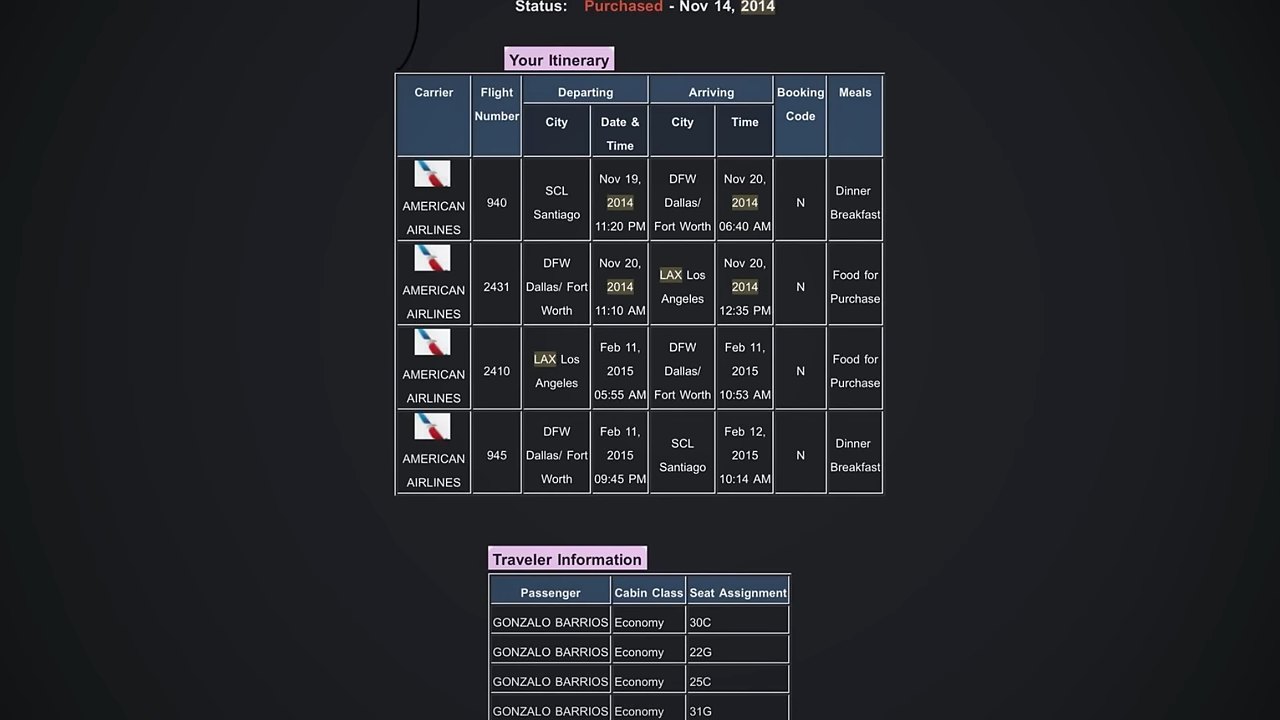 Status: Purchased - Nov 14, 2014
Your Itinerary
Carrier Flight Number Departing Arriving Booking Code Meals
City Date & Time City Time
AMERICAN AIRLINES 940 SCL Santiago Nov 19, 2014 11:20 PM DFW Dallas/ Fort Worth Nov 20, 2014 06:40 AM N Dinner Breakfast
AMERICAN AIRLINES 2431 DFW Dallas/ Fort Worth Nov 20, 2014 11:10 AM LAX Los Angeles Nov 20, 2014 12:35 PM N Food for Purchase
AMERICAN AIRLINES 2410 LAX Los Angeles Feb 11, 2015 05:55 AM DFW Dallas/ Fort Worth Feb 11, 2015 10:53 AM N Food for Purchase
AMERICAN AIRLINES 945 DFW Dallas/ Fort Worth Feb 11, 2015 09:45 PM SCL Santiago Feb 12, 2015 10:14 AM N Dinner Breakfast
Traveler Information
Passenger Cabin Class Seat Assignment
GONZALO BARRIOS Economy 30C
GONZALO BARRIOS Economy 22G
GONZALO BARRIOS Economy 25C
GONZALO BARRIOS Economy 31G